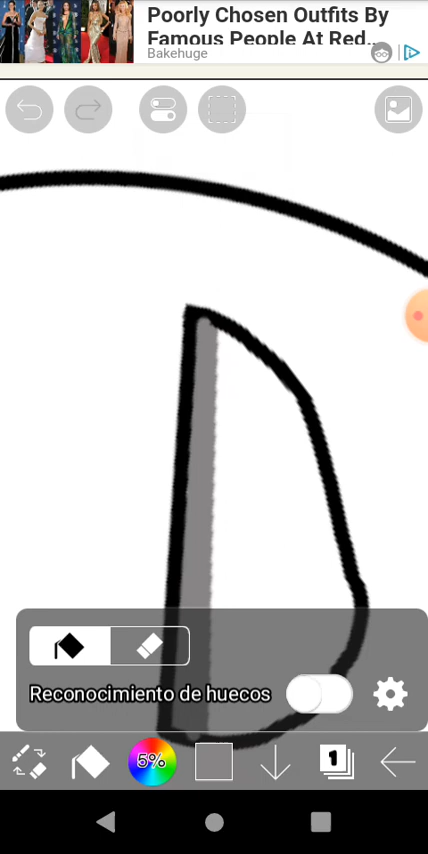 Poorly Chosen Outfits By
Famous People At Red...
Bakehuge
Reconocimiento de huecos
5%
1